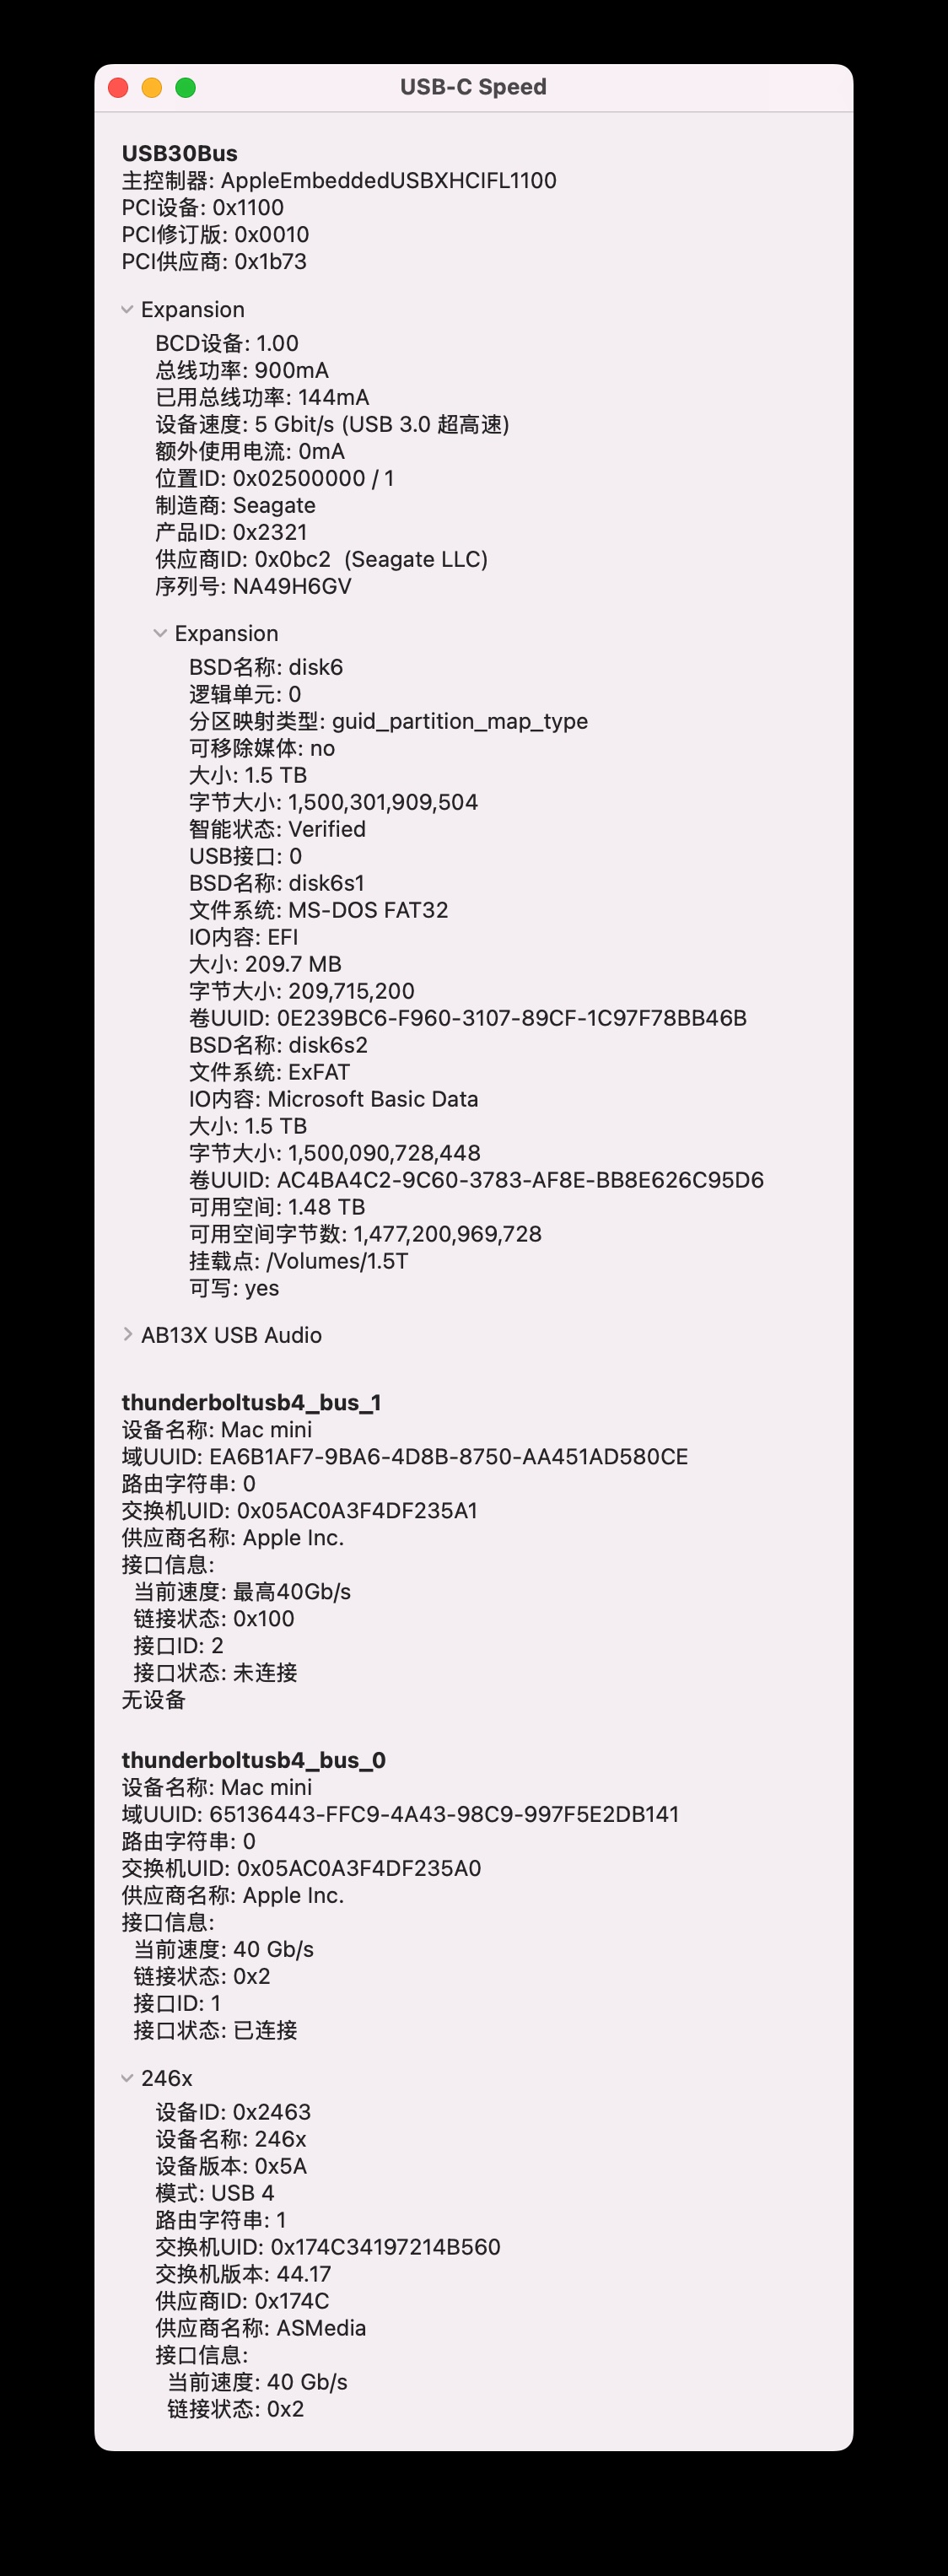 USB-C Speed
USB30Bus
主控制器: AppleEmbeddedUSBXHCIFL1100
PCI设备: 0x1100
PCI修订版: 0x0010
PCI供应商: 0x1b73
Expansion
BCD设备: 1.00
总线功率: 900mA
已用总线功率: 144mA
设备速度: 5 Gbit/s (USB 3.0 超高速)
额外使用电流: 0mA
位置ID: 0x02500000 / 1
制造商: Seagate
产品ID: 0x2321
供应商ID: 0x0bc2  (Seagate LLC)
序列号: NA49H6GV
Expansion
BSD名称: disk6
逻辑单元: 0
分区映射类型: guid_partition_map_type
可移除媒体: no
大小: 1.5 TB
字节大小: 1,500,301,909,504
智能状态: Verified
USB接口: 0
BSD名称: disk6s1
文件系统: MS-DOS FAT32
IO内容: EFI
大小: 209.7 MB
字节大小: 209,715,200
卷UUID: 0E239BC6-F960-3107-89CF-1C97F78BB46B
BSD名称: disk6s2
文件系统: ExFAT
IO内容: Microsoft Basic Data
大小: 1.5 TB
字节大小: 1,500,090,728,448
卷UUID: AC4BA4C2-9C60-3783-AF8E-BB8E626C95D6
可用空间: 1.48 TB
可用空间字节数: 1,477,200,969,728
挂载点: /Volumes/1.5T
可写: yes
AB13X USB Audio
thunderboltusb4_bus_1
设备名称: Mac mini
域UUID: EA6B1AF7-9BA6-4D8B-8750-AA451AD580CE
路由字符串: 0
交换机UID: 0x05AC0A3F4DF235A1
供应商名称: Apple Inc.
接口信息:
当前速度: 最高40Gb/s
链接状态: 0x100
接口ID: 2
接口状态: 未连接
无设备
thunderboltusb4_bus_0
设备名称: Mac mini
域UUID: 65136443-FFC9-4A43-98C9-997F5E2DB141
路由字符串: 0
交换机UID: 0x05AC0A3F4DF235A0
供应商名称: Apple Inc.
接口信息:
当前速度: 40 Gb/s
链接状态: 0x2
接口ID: 1
接口状态: 已连接
246x
设备ID: 0x2463
设备名称: 246x
设备版本: 0x5A
模式: USB 4
路由字符串: 1
交换机UID: 0x174C34197214B560
交换机版本: 44.17
供应商ID: 0x174C
供应商名称: ASMedia
接口信息:
当前速度: 40 Gb/s
链接状态: 0x2